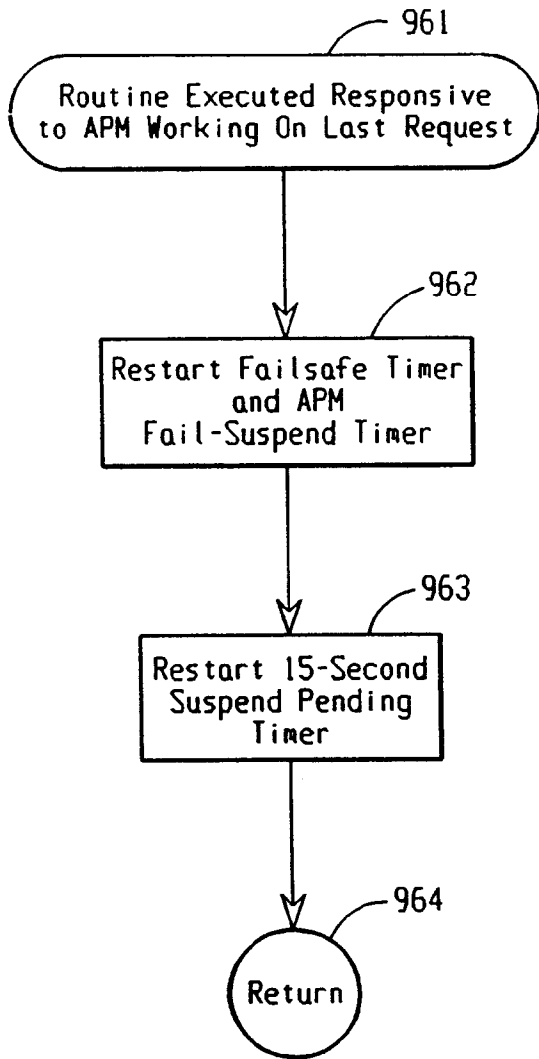 961
Routine Executed Responsive
to APM Working On Last Request
962
Restart Failsafe Timer
and APM
Fail-Suspend Timer
963
Restart 15-Second
Suspend Pending
Timer
964
Return